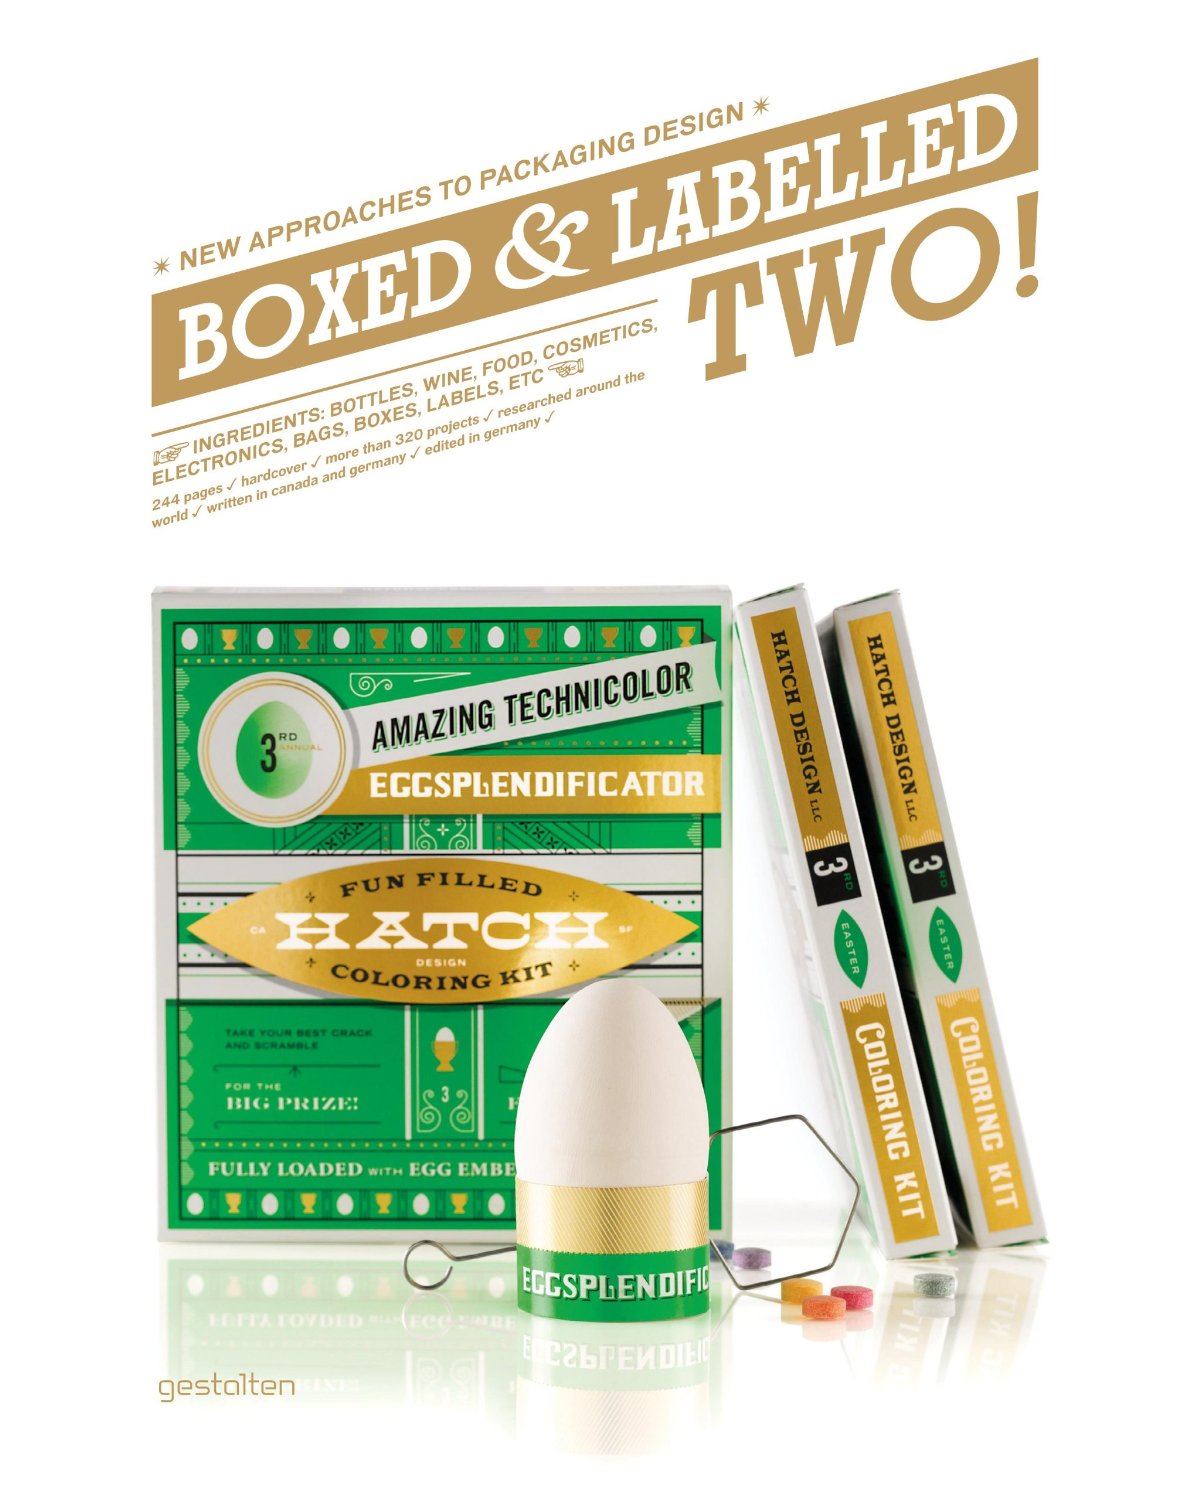 ✴ NEW APPROACHES TO PACKAGING DESIGN ✴
BOXED & LABELLED
TWO!
INGREDIENTS: BOTTLES, WINE, FOOD, COSMETICS,
ELECTRONICS, BAGS, BOXES, LABELS, ETC
244 pages ✓ hardcover ✓ more than 320 projects ✓ researched around the
world ✓ written in canada and germany ✓ edited in germany ✓
3RD ANNUAL
AMAZING TECHNICOLOR
EGGSPLENDIFICATOR
FUN FILLED
CA HATCH SF
DESIGN
COLORING KIT
TAKE YOUR BEST CRACK
AND SCRAMBLE
FOR THE
BIG PRIZE!
3
FULLY LOADED WITH EGG EMBE
EGGSPLENDIFIC
HATCH DESIGN LLC
3RD
EASTER
COLORING KIT
HATCH DESIGN LLC
3RD
EASTER
COLORING KIT
gestalten